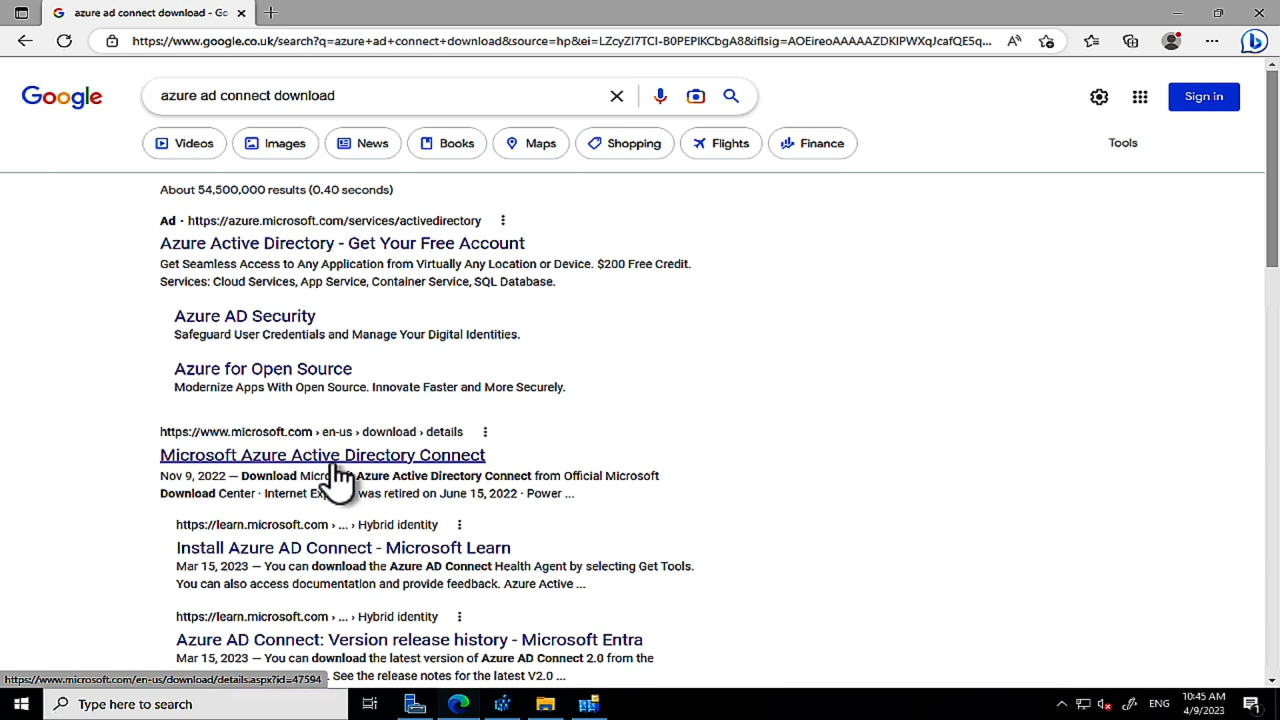 azure ad connect download - Go
https://www.google.co.uk/search?q=azure+ad+connect+download&source=hp&ei=LZcyZI7TCI-B0PEPlKCbgA8&iflsig=AOEireoAAAAAZDKlPWXqJcafQE5q...
Google
azure ad connect download
Sign in
Videos
Images
News
Books
Maps
Shopping
Flights
Finance
Tools
About 54,500,000 results (0.40 seconds)
Ad · https://azure.microsoft.com/services/activedirectory
Azure Active Directory - Get Your Free Account
Get Seamless Access to Any Application from Virtually Any Location or Device. $200 Free Credit.
Services: Cloud Services, App Service, Container Service, SQL Database.
Azure AD Security
Safeguard User Credentials and Manage Your Digital Identities.
Azure for Open Source
Modernize Apps With Open Source. Innovate Faster and More Securely.
https://www.microsoft.com › en-us › download › details
Microsoft Azure Active Directory Connect
Nov 9, 2022 — Download Azure Active Directory Connect from Official Microsoft
Download Center · Internet was retired on June 15, 2022 · Power ...
https://learn.microsoft.com › ... › Hybrid identity
Install Azure AD Connect - Microsoft Learn
Mar 15, 2023 — You can download the Azure AD Connect Health Agent by selecting Get Tools.
You can also access documentation and provide feedback. Azure Active ...
https://learn.microsoft.com › ... › Hybrid identity
Azure AD Connect: Version release history - Microsoft Entra
Mar 15, 2023 — You can download the latest version of Azure AD Connect 2.0 from the
. See the release notes for the latest V2.0 ...
https://www.microsoft.com/en-us/download/details.aspx?id=47594
Type here to search
ENG
10:45 AM
4/9/2023
1